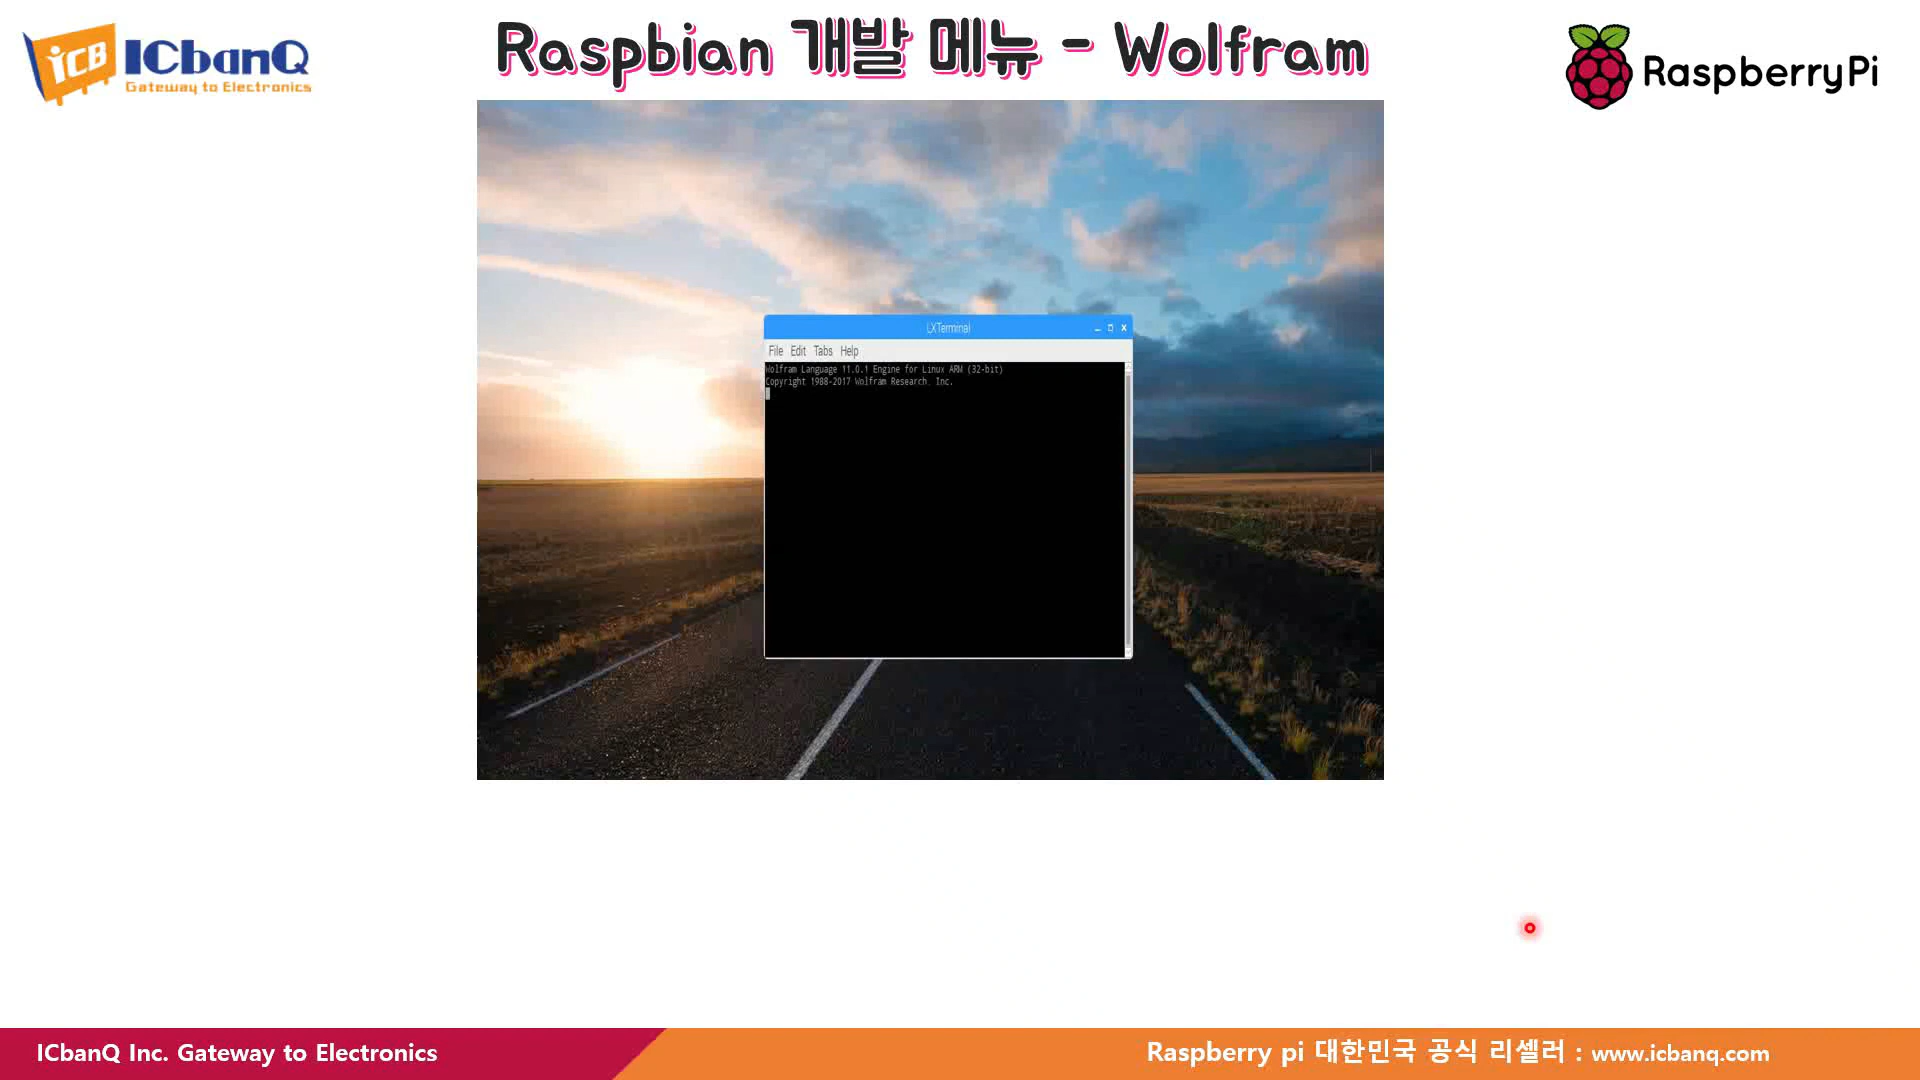 iCB ICbanQ
Gateway to Electronics
Raspbian 개발 메뉴 - Wolfram
RaspberryPi
LXTerminal
File Edit Tabs Help
Wolfram Language 11.0.1 Engine for Linux ARM (32-bit)
Copyright 1988-2017 Wolfram Research, Inc.
ICbanQ Inc. Gateway to Electronics
Raspberry pi 대한민국 공식 리셀러 : www.icbanq.com